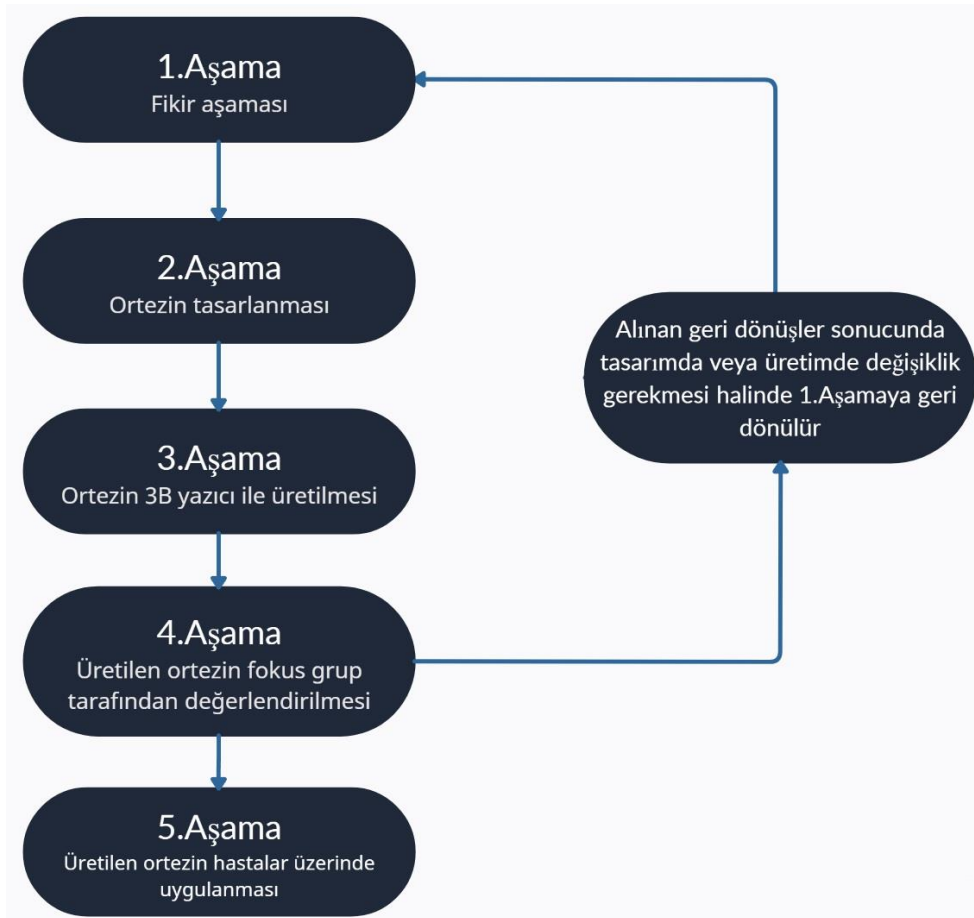 1.Aşama
Fikir aşaması
2.Aşama
Ortezin tasarlanması
3.Aşama
Ortezin 3B yazıcı ile üretilmesi
4.Aşama
Üretilen ortezin fokus grup
tarafından değerlendirilmesi
5.Aşama
Üretilen ortezin hastalar üzerinde
uygulanması
Alınan geri dönüşler sonucunda
tasarımda veya üretimde değişiklik
gerekmesi halinde 1.Aşamaya geri
dönülür